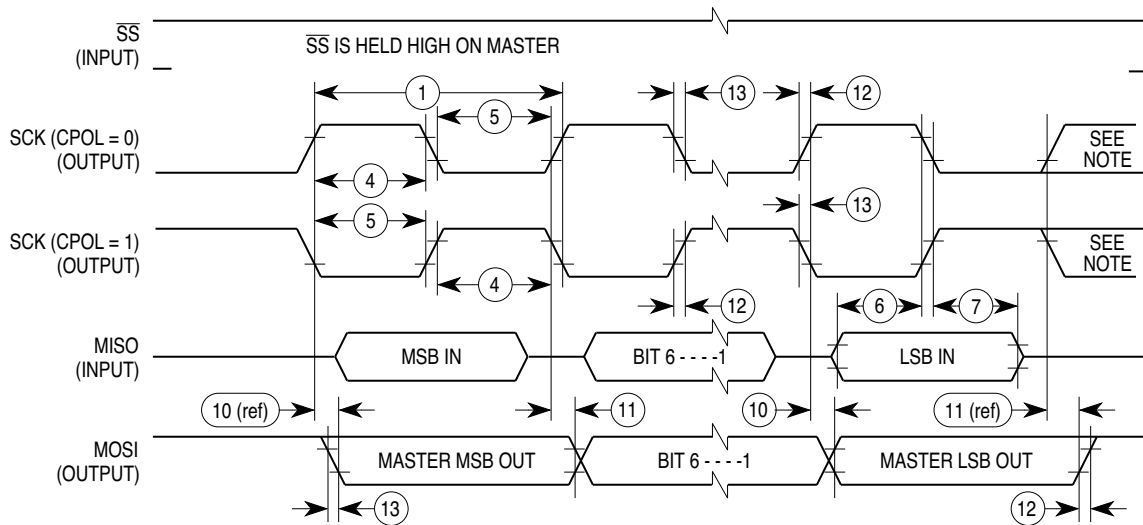 SS
(INPUT)
SS IS HELD HIGH ON MASTER
1
5
13
12
SCK (CPOL = 0)
(OUTPUT)
SEE
NOTE
4
5
13
SCK (CPOL = 1)
(OUTPUT)
SEE
NOTE
4
12
6
7
MISO
(INPUT)
MSB IN
BIT 6 - - - -1
LSB IN
10 (ref)
11
10
11 (ref)
MOSI
(OUTPUT)
MASTER MSB OUT
BIT 6 - - - -1
MASTER LSB OUT
13
12